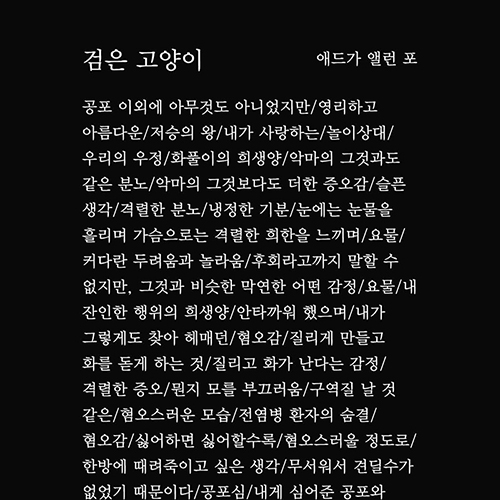 검은 고양이 애드가 앨런 포
공포 이외에 아무것도 아니었지만/영리하고
아름다운/저승의 왕/내가 사랑하는/놀이상대/
우리의 우정/화풀이의 희생양/악마의 그것과도
같은 분노/악마의 그것보다도 더한 증오감/슬픈
생각/격렬한 분노/냉정한 기분/눈에는 눈물을
흘리며 가슴으로는 격렬한 희한을 느끼며/요물/
커다란 두려움과 놀라움/후회라고까지 말할 수
없지만, 그것과 비슷한 막연한 어떤 감정/요물/내
잔인한 행위의 희생양/안타까워 했으며/내가
그렇게도 찾아 헤매던/혐오감/질리게 만들고
화를 돋게 하는 것/질리고 화가 난다는 감정/
격렬한 증오/뭔지 모를 부끄러움/구역질 날 것
같은/혐오스러운 모습/전염병 환자의 숨결/
혐오감/싫어하면 싫어할수록/혐오스러울 정도로/
한방에 때려죽이고 싶은 생각/무서워서 견딜수가
없었기 때문이다/공포심/내게 심어준 공포와